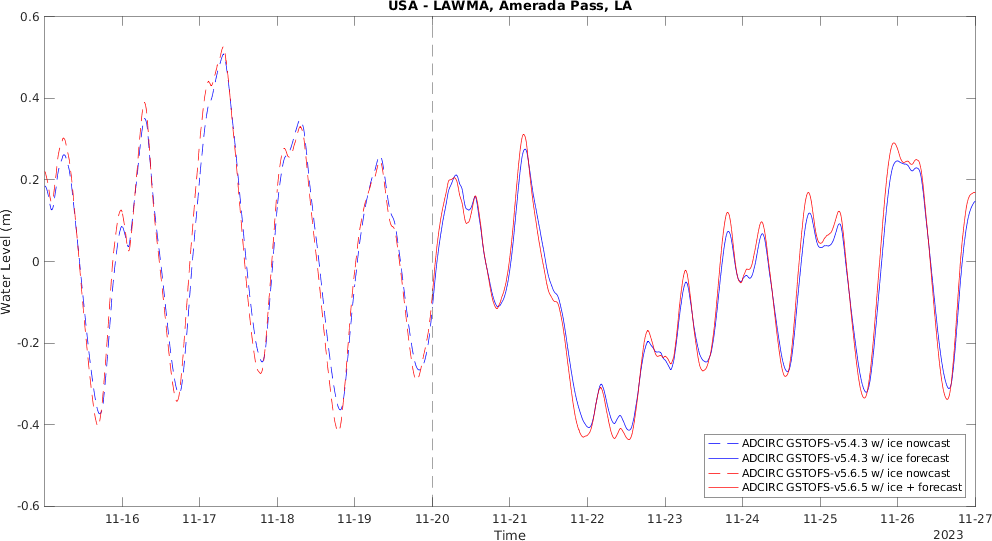 USA - LAWMA, Amerada Pass, LA
0.6
0.4
0.2
0
-0.2
-0.4
-0.6
Water Level (m)
ADCIRC GSTOFS-v5.4.3 w/ ice nowcast
ADCIRC GSTOFS-v5.4.3 w/ ice forecast
ADCIRC GSTOFS-v5.6.5 w/ ice nowcast
ADCIRC GSTOFS-v5.6.5 w/ ice + forecast
11-16 11-17 11-18 11-19 11-20 11-21 11-22 11-23 11-24 11-25 11-26 11-27
Time
2023